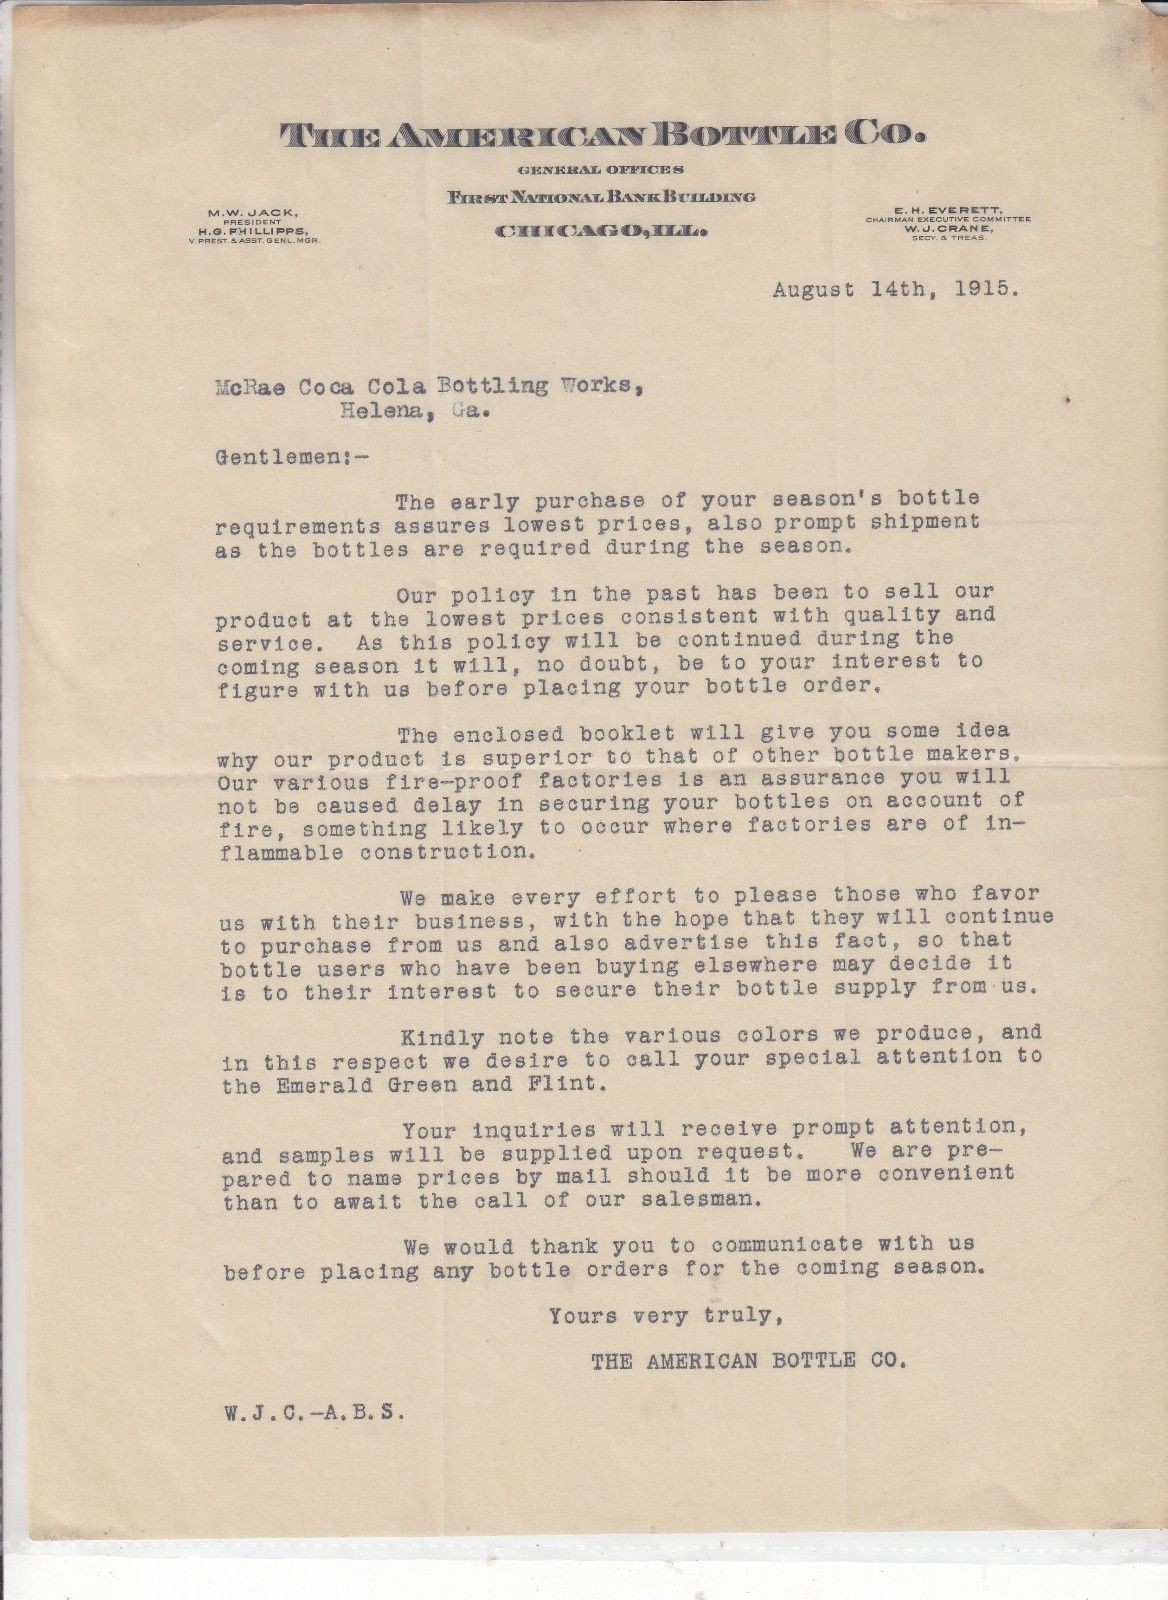 THE AMERICAN BOTTLE CO.
GENERAL OFFICES
FIRST NATIONAL BANK BUILDING
CHICAGO, ILL.
M.W. JACK,
PRESIDENT
H.G. PHILLIPPS,
V PREST. & ASST. GENL. MGR.
E. H. EVERETT,
CHAIRMAN EXECUTIVE COMMITTEE
W. J. CRANE,
SECY. & TREAS.
August 14th, 1915.
McRae Coca Cola Bottling Works,
Helena, Ga.
Gentlemen:-
The early purchase of your season's bottle
requirements assures lowest prices, also prompt shipment
as the bottles are required during the season.
Our policy in the past has been to sell our
product at the lowest prices consistent with quality and
service. As this policy will be continued during the
coming season it will, no doubt, be to your interest to
figure with us before placing your bottle order.
The enclosed booklet will give you some idea
why our product is superior to that of other bottle makers.
Our various fire-proof factories is an assurance you will
not be caused delay in securing your bottles on account of
fire, something likely to occur where factories are of in-
flammable construction.
We make every effort to please those who favor
us with their business, with the hope that they will continue
to purchase from us and also advertise this fact, so that
bottle users who have been buying elsewhere may decide it
is to their interest to secure their bottle supply from us.
Kindly note the various colors we produce, and
in this respect we desire to call your special attention to
the Emerald Green and Flint.
Your inquiries will receive prompt attention,
and samples will be supplied upon request. We are pre-
pared to name prices by mail should it be more convenient
than to await the call of our salesman.
We would thank you to communicate with us
before placing any bottle orders for the coming season.
Yours very truly,
THE AMERICAN BOTTLE CO.
W.J.C.-A.B.S.